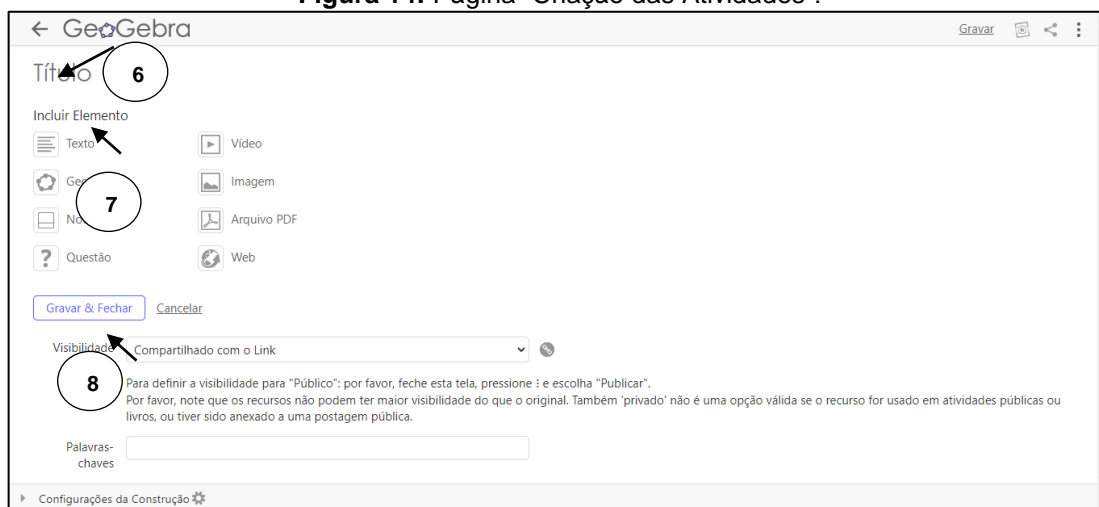 Figura 14. Página "Criação das Atividades".
← GeoGebra Gravar
Título 6
Incluir Elemento
Texto Vídeo
Imagem
7
Arquivo PDF
Questão Web
Gravar & Fechar Cancelar
Visibilidade Compartilhado com o Link
8
Para definir a visibilidade para "Público": por favor, feche esta tela, pressione ⋮ e escolha "Publicar".
Por favor, note que os recursos não podem ter maior visibilidade do que o original. Também 'privado' não é uma opção válida se o recurso for usado em atividades públicas ou
livros, ou tiver sido anexado a uma postagem pública.
Palavras-
chaves
Configurações da Construção